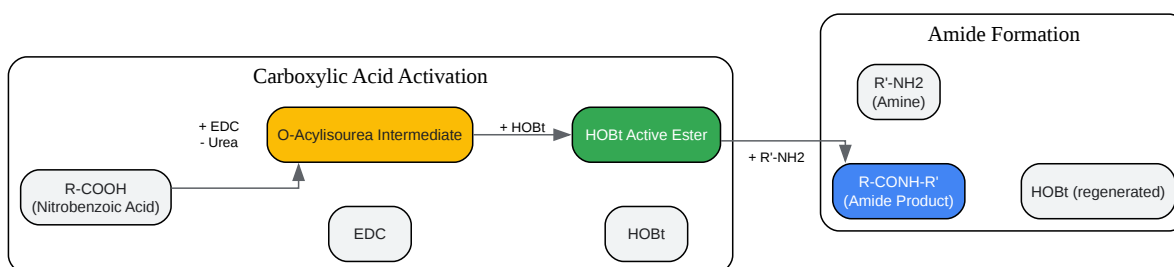 Amide Formation
Carboxylic Acid Activation
R'-NH2
(Amine)
+ EDC
- Urea
O-Acylisourea Intermediate
+ HOBt
HOBt Active Ester
+ R'-NH2
R-COOH
(Nitrobenzoic Acid)
R-CONH-R'
(Amide Product)
HOBt (regenerated)
EDC
HOBt